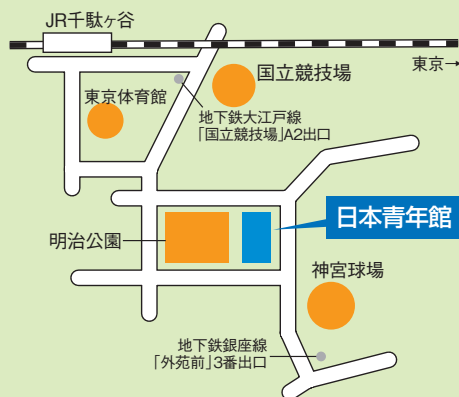 JR千駄ヶ谷
東京→
国立競技場
東京体育館
地下鉄大江戸線
「国立競技場」A2出口
日本青年館
明治公園
神宮球場
地下鉄銀座線
「外苑前」3番出口